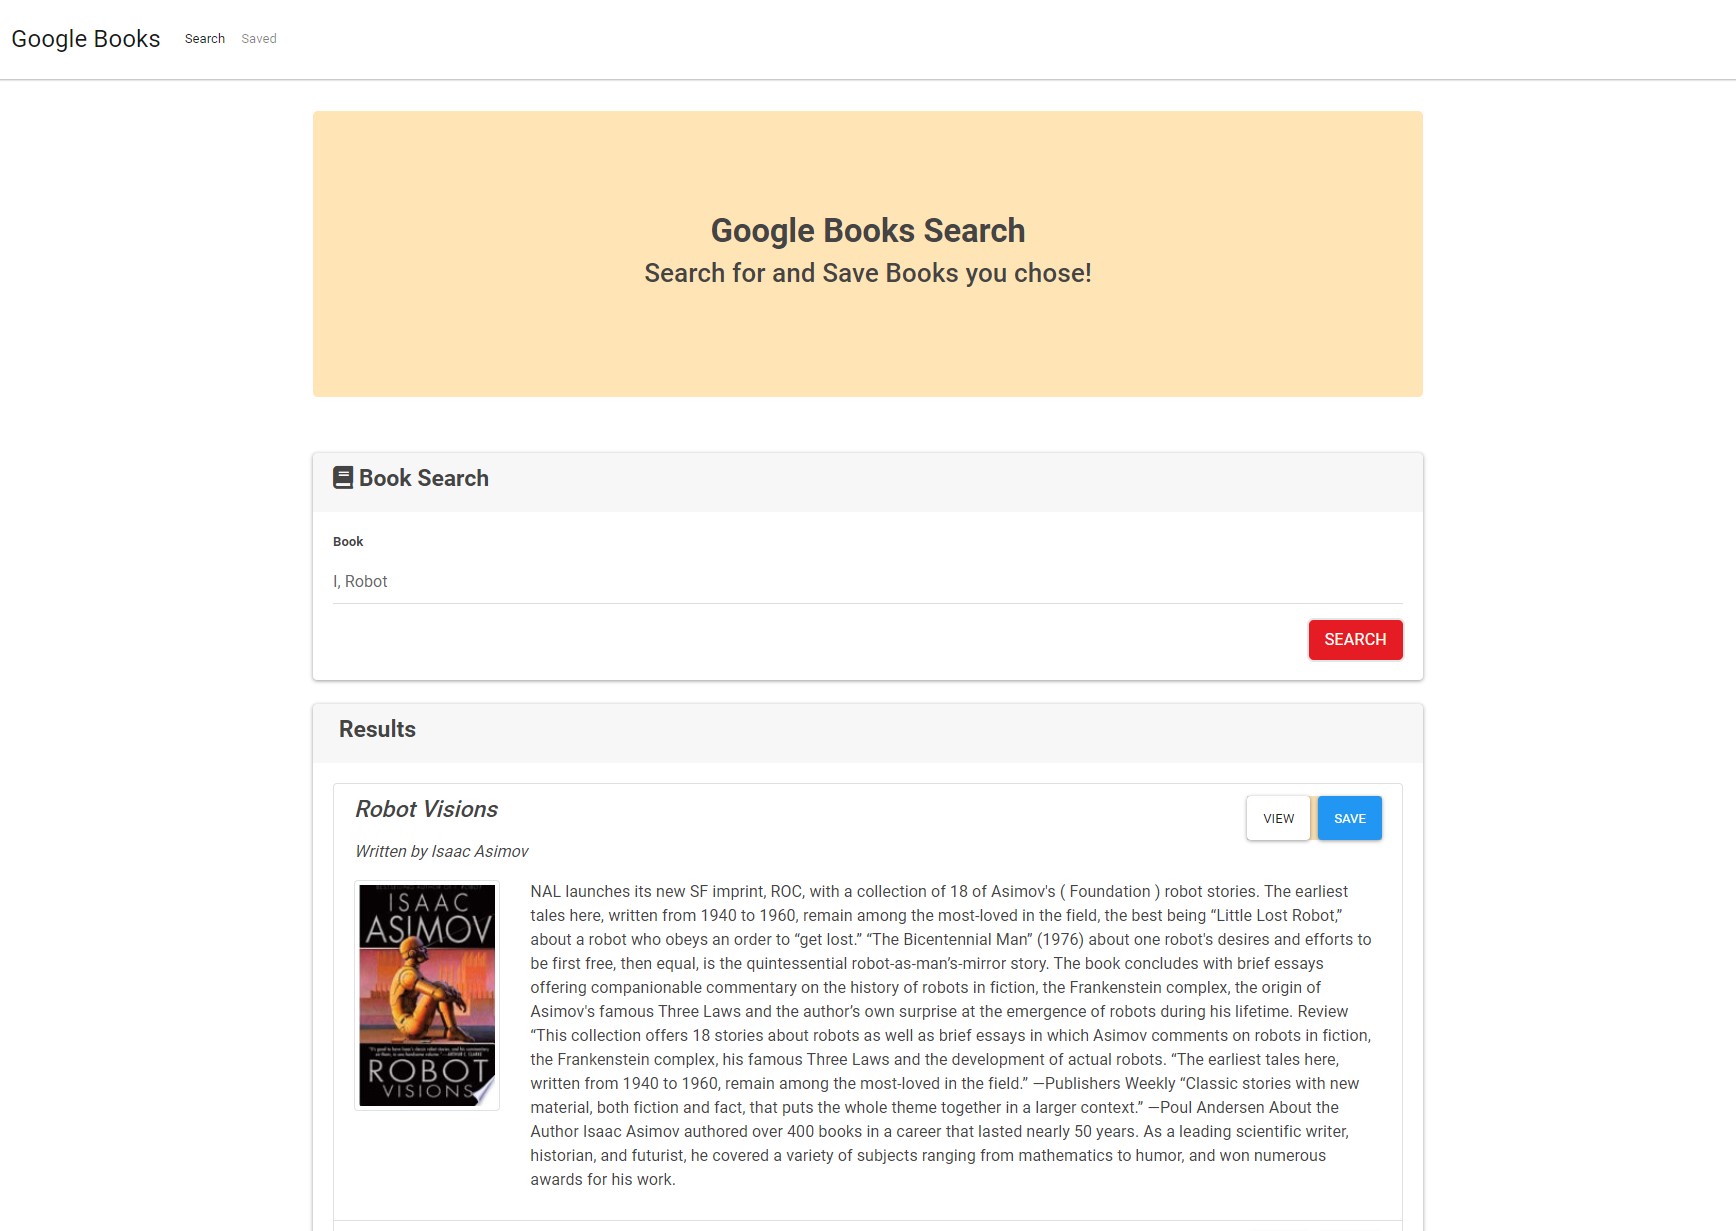 Google Books Search Saved
Google Books Search
Search for and Save Books you chose!
Book Search
Book
I, Robot
SEARCH
Results
Robot Visions
VIEW SAVE
Written by Isaac Asimov
ISAAC
ASIMOV
ROBOT
VISIONS
NAL launches its new SF imprint, ROC, with a collection of 18 of Asimov's ( Foundation ) robot stories. The earliest
tales here, written from 1940 to 1960, remain among the most-loved in the field, the best being “Little Lost Robot,”
about a robot who obeys an order to “get lost.” “The Bicentennial Man” (1976) about one robot's desires and efforts to
be first free, then equal, is the quintessential robot-as-man’s-mirror story. The book concludes with brief essays
offering companionable commentary on the history of robots in fiction, the Frankenstein complex, the origin of
Asimov's famous Three Laws and the author’s own surprise at the emergence of robots during his lifetime. Review
“This collection offers 18 stories about robots as well as brief essays in which Asimov comments on robots in fiction,
the Frankenstein complex, his famous Three Laws and the development of actual robots. “The earliest tales here,
written from 1940 to 1960, remain among the most-loved in the field.” —Publishers Weekly “Classic stories with new
material, both fiction and fact, that puts the whole theme together in a larger context.” —Poul Andersen About the
Author Isaac Asimov authored over 400 books in a career that lasted nearly 50 years. As a leading scientific writer,
historian, and futurist, he covered a variety of subjects ranging from mathematics to humor, and won numerous
awards for his work.